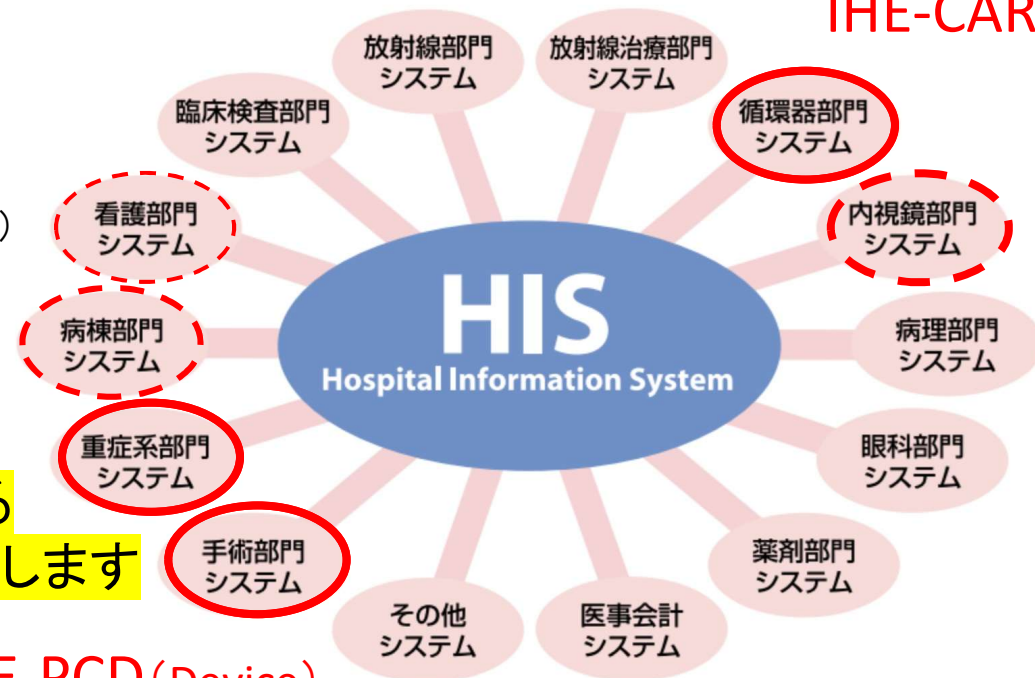 IHE-CAR
放射線部門
システム
放射線治療部門
システム
臨床検査部門
システム
循環器部門
システム
看護部門
システム
)
内視鏡部門
システム
HIS
Hospital Information System
病棟部門
システム
病理部門
システム
重症系部門
システム
眼科部門
システム
します
手術部門
システム
薬剤部門
システム
その他
システム
医事会計
システム
PCD(Device)